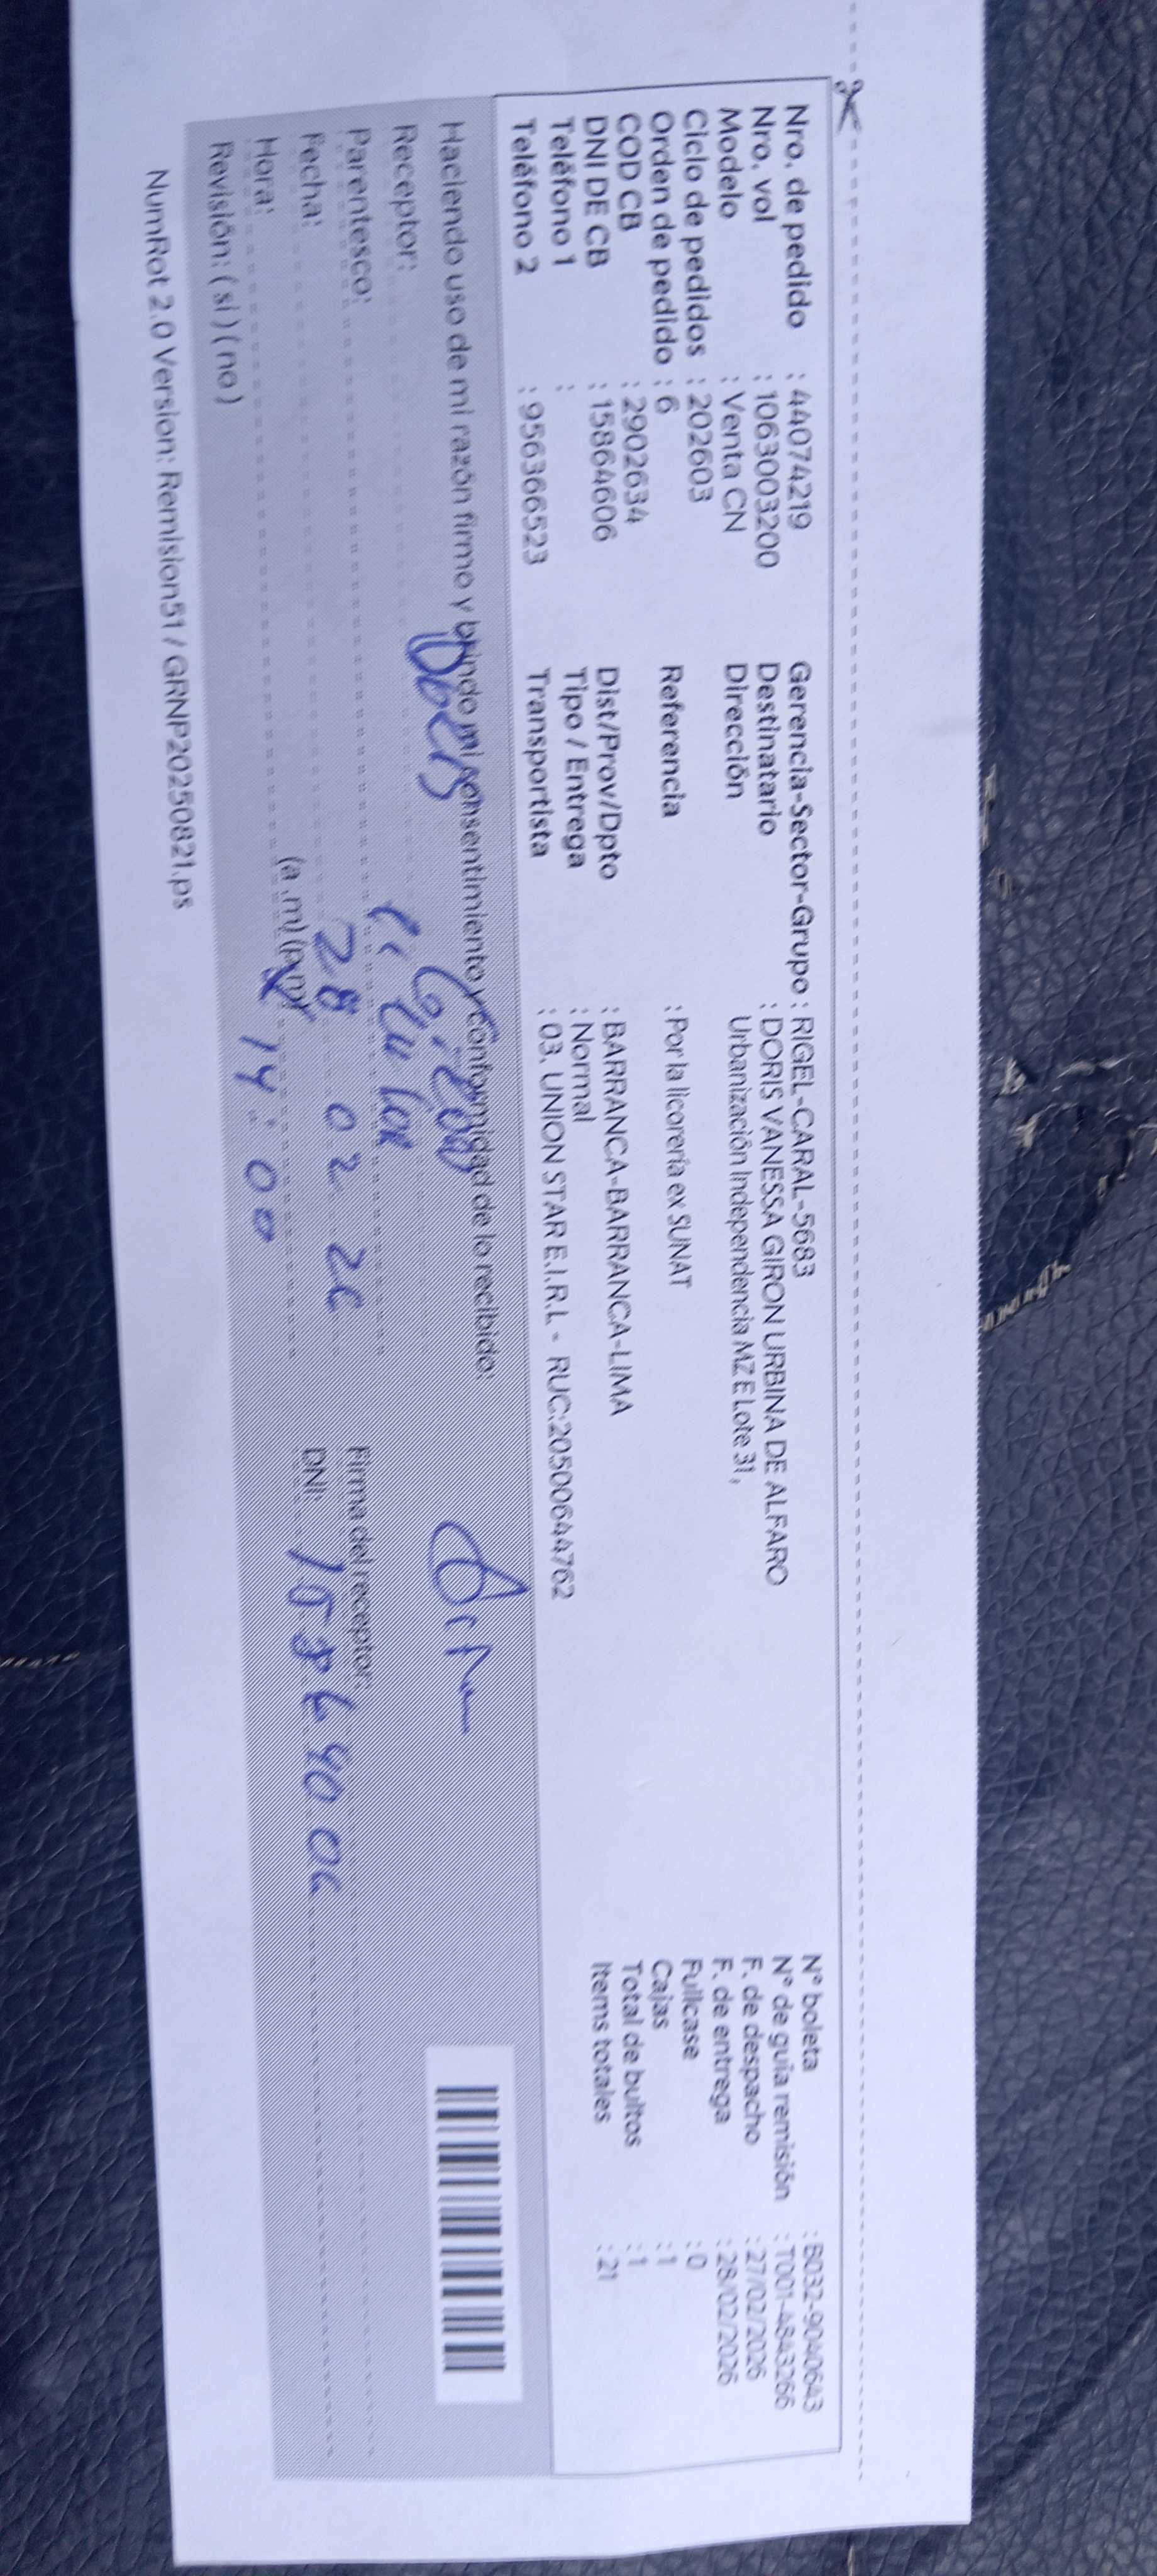 Nro. de pedido : 44074219
Nro. vol : 1063003200
Modelo : Venta CN
Ciclo de pedidos : 202603
Orden de pedido : 6
COD CB : 2902634
DNI DE CB : 15864606
Teléfono 1 :
Teléfono 2 : 956366523
Gerencia-Sector-Grupo : RIGEL-CARAL-5683
Destinatario : DORIS VANESSA GIRON URBINA DE ALFARO
Dirección Urbanización Independencia MZ E Lote 31,
Referencia : Por la licorería ex SUNAT
Dist/Prov/Dpto : BARRANCA-BARRANCA-LIMA
Tipo / Entrega : Normal
Transportista : 03. UNION STAR E.I.R.L. - RUC:20500644762
N° boleta : B032-9040643
N° de guía remisión : T001-4843266
F. de despacho : 27/02/2026
F. de entrega : 28/02/2026
Fullcase : 0
Cajas : 1
Total de bultos : 1
Items totales : 21
Haciendo uso de mi razón firmo y brindo mi consentimiento y conformidad de lo recibido:
Receptor: Doris Giron
Parentesco: titular
Fecha: 28 02 26
Hora: (a.m) (p.m) 14:00
Revisión: ( si ) ( no )
Firma del receptor:
DNI: 15864606
NumRot 2.0 Version: Remision51 / GRNP20250821.ps